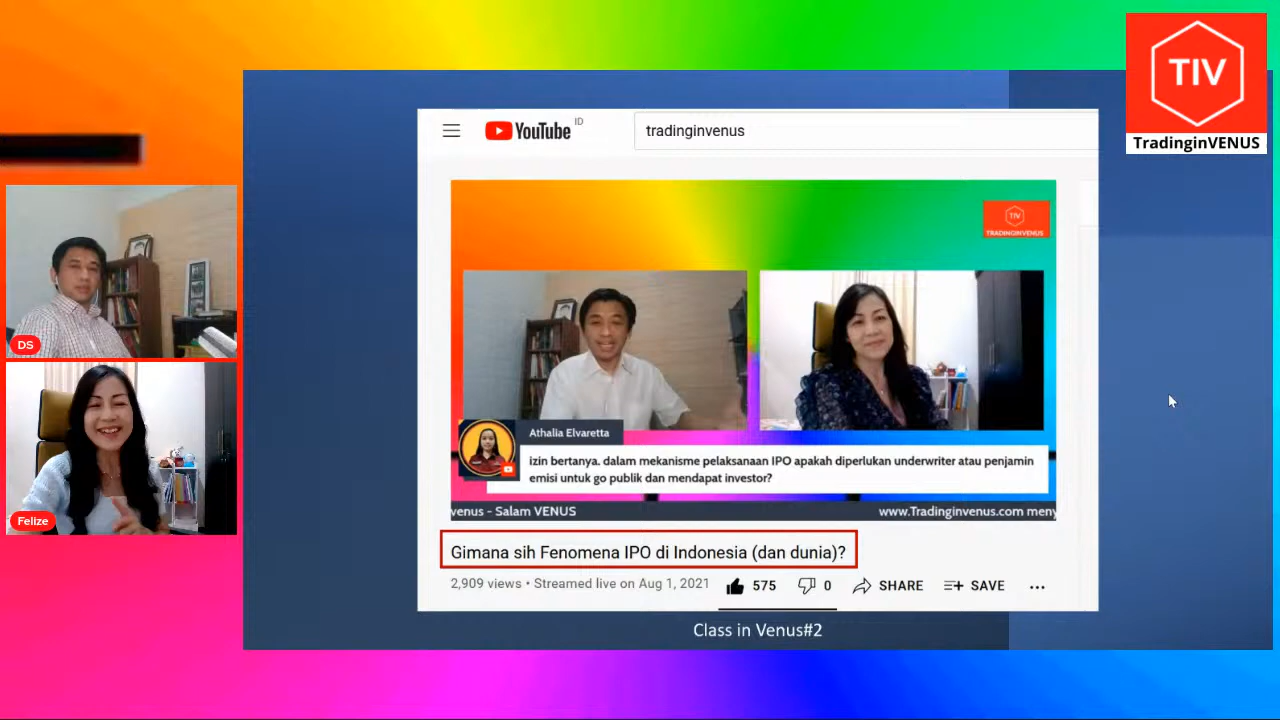 TIV
TradinginVENUS
DS
Felize
YouTube ID
tradinginvenus
TIV
TRADINGINVENUS
Athalia Elvaretta
izin bertanya. dalam mekanisme pelaksanaan IPO apakah diperlukan underwriter atau penjamin
emisi untuk go publik dan mendapat investor?
venus - Salam VENUS
www.Tradinginvenus.com meny
Gimana sih Fenomena IPO di Indonesia (dan dunia)?
2,909 views • Streamed live on Aug 1, 2021
575
0
SHARE
SAVE
Class in Venus#2